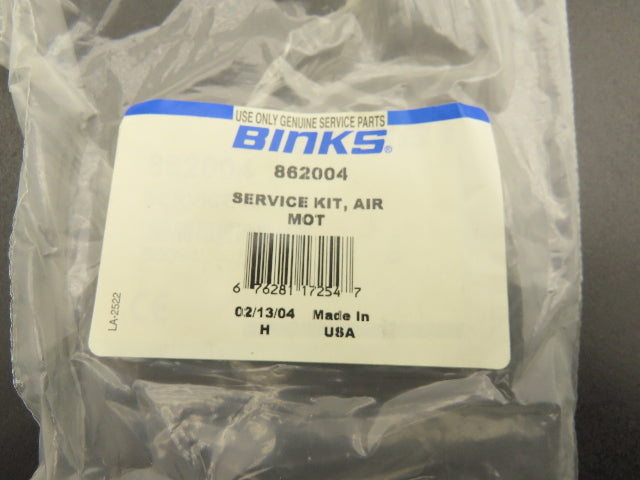 USE ONLY GENUINE SERVICE PARTS
BINKS®
862004
SERVICE KIT, AIR
MOT
6 76281 17254 7
02/13/04 Made In
H USA
LA-2522